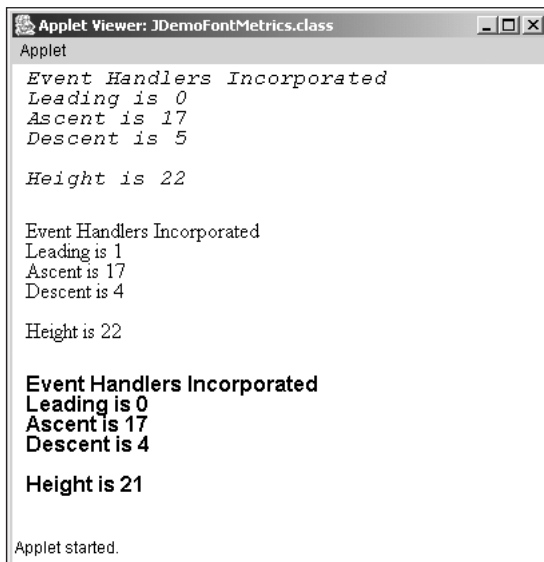 Applet Viewer: JDemoFontMetrics.class
Applet
Event Handlers Incorporated
Leading is 0
Ascent is 17
Descent is 5
Height is 22
Event Handlers Incorporated
Leading is 1
Ascent is 17
Descent is 4
Height is 22
Event Handlers Incorporated
Leading is 0
Ascent is 17
Descent is 4
Height is 21
Applet started.